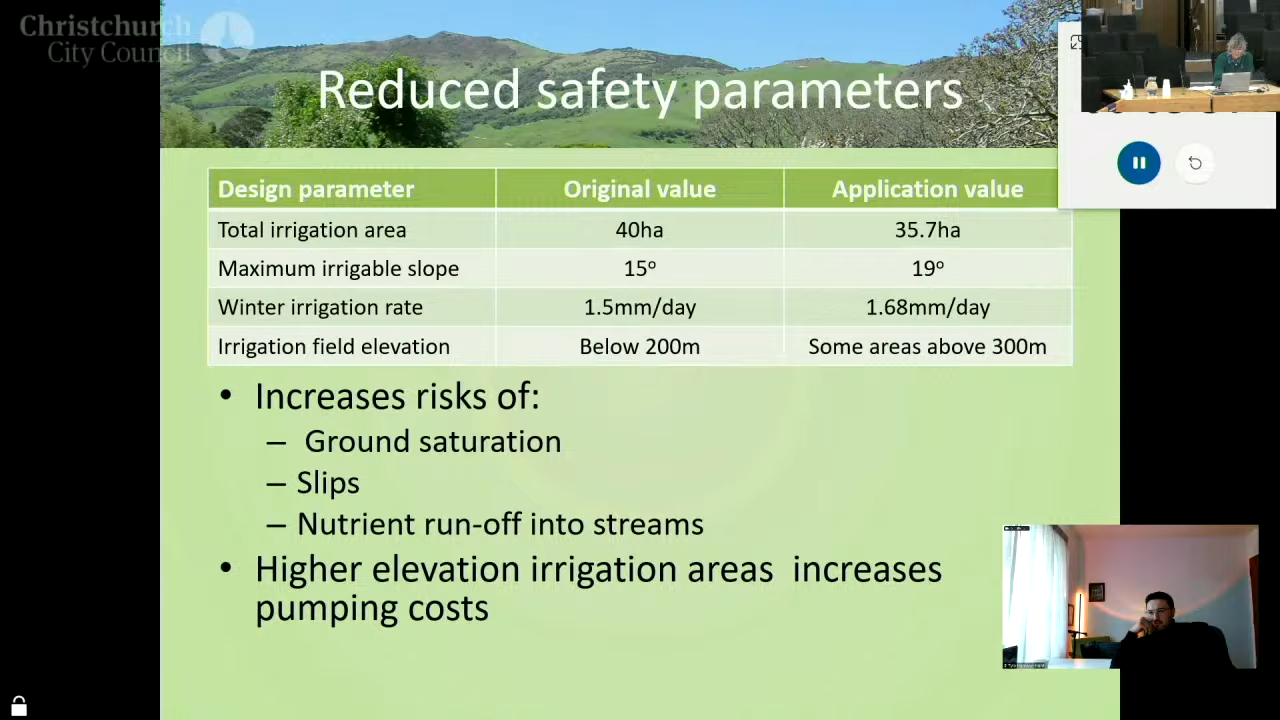 Christchurch
City Council
Reduced safety parameters
Design parameter Original value Application value
Total irrigation area 40ha 35.7ha
Maximum irrigable slope 15º 19º
Winter irrigation rate 1.5mm/day 1.68mm/day
Irrigation field elevation Below 200m Some areas above 300m
• Increases risks of:
– Ground saturation
– Slips
– Nutrient run-off into streams
• Higher elevation irrigation areas increases
pumping costs